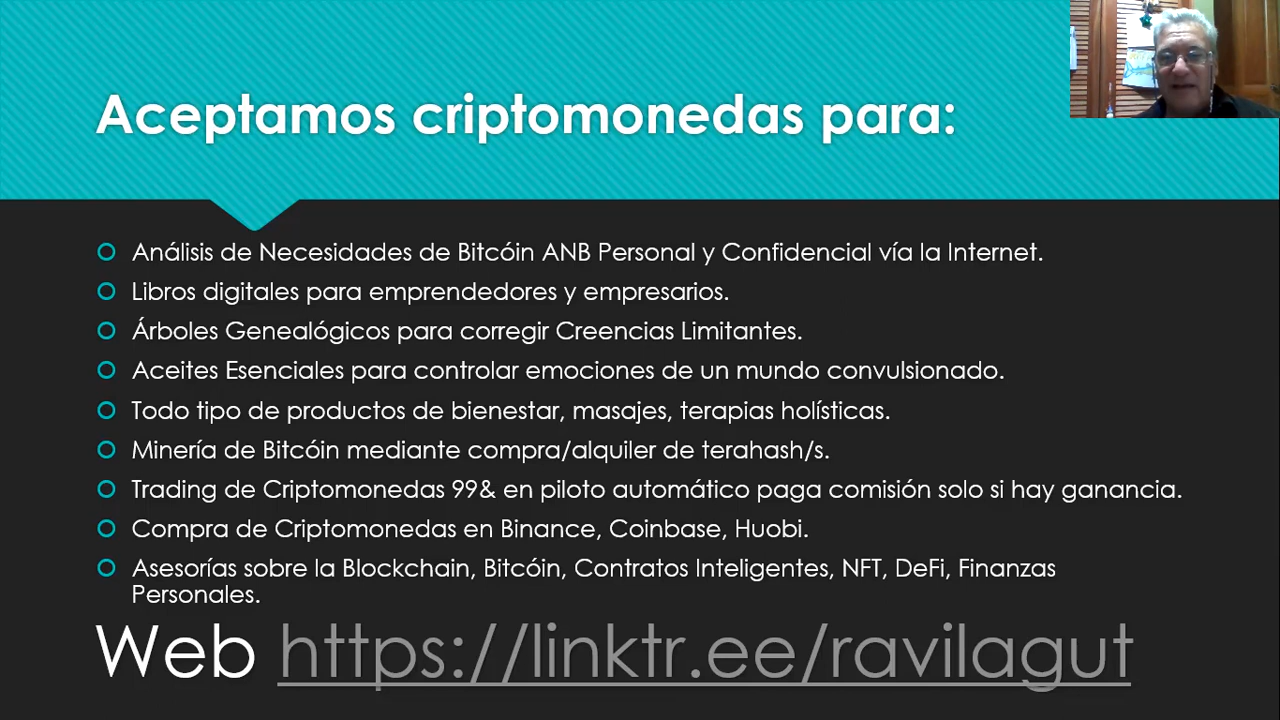 Aceptamos criptomonedas para:
Análisis de Necesidades de Bitcóin ANB Personal y Confidencial vía la Internet.
Libros digitales para emprendedores y empresarios.
Árboles Genealógicos para corregir Creencias Limitantes.
Aceites Esenciales para controlar emociones de un mundo convulsionado.
Todo tipo de productos de bienestar, masajes, terapias holísticas.
Minería de Bitcóin mediante compra/alquiler de terahash/s.
Trading de Criptomonedas 99& en piloto automático paga comisión solo si hay ganancia.
Compra de Criptomonedas en Binance, Coinbase, Huobi.
Asesorías sobre la Blockchain, Bitcóin, Contratos Inteligentes, NFT, DeFi, Finanzas
Personales.
Web https://linktr.ee/ravilagut